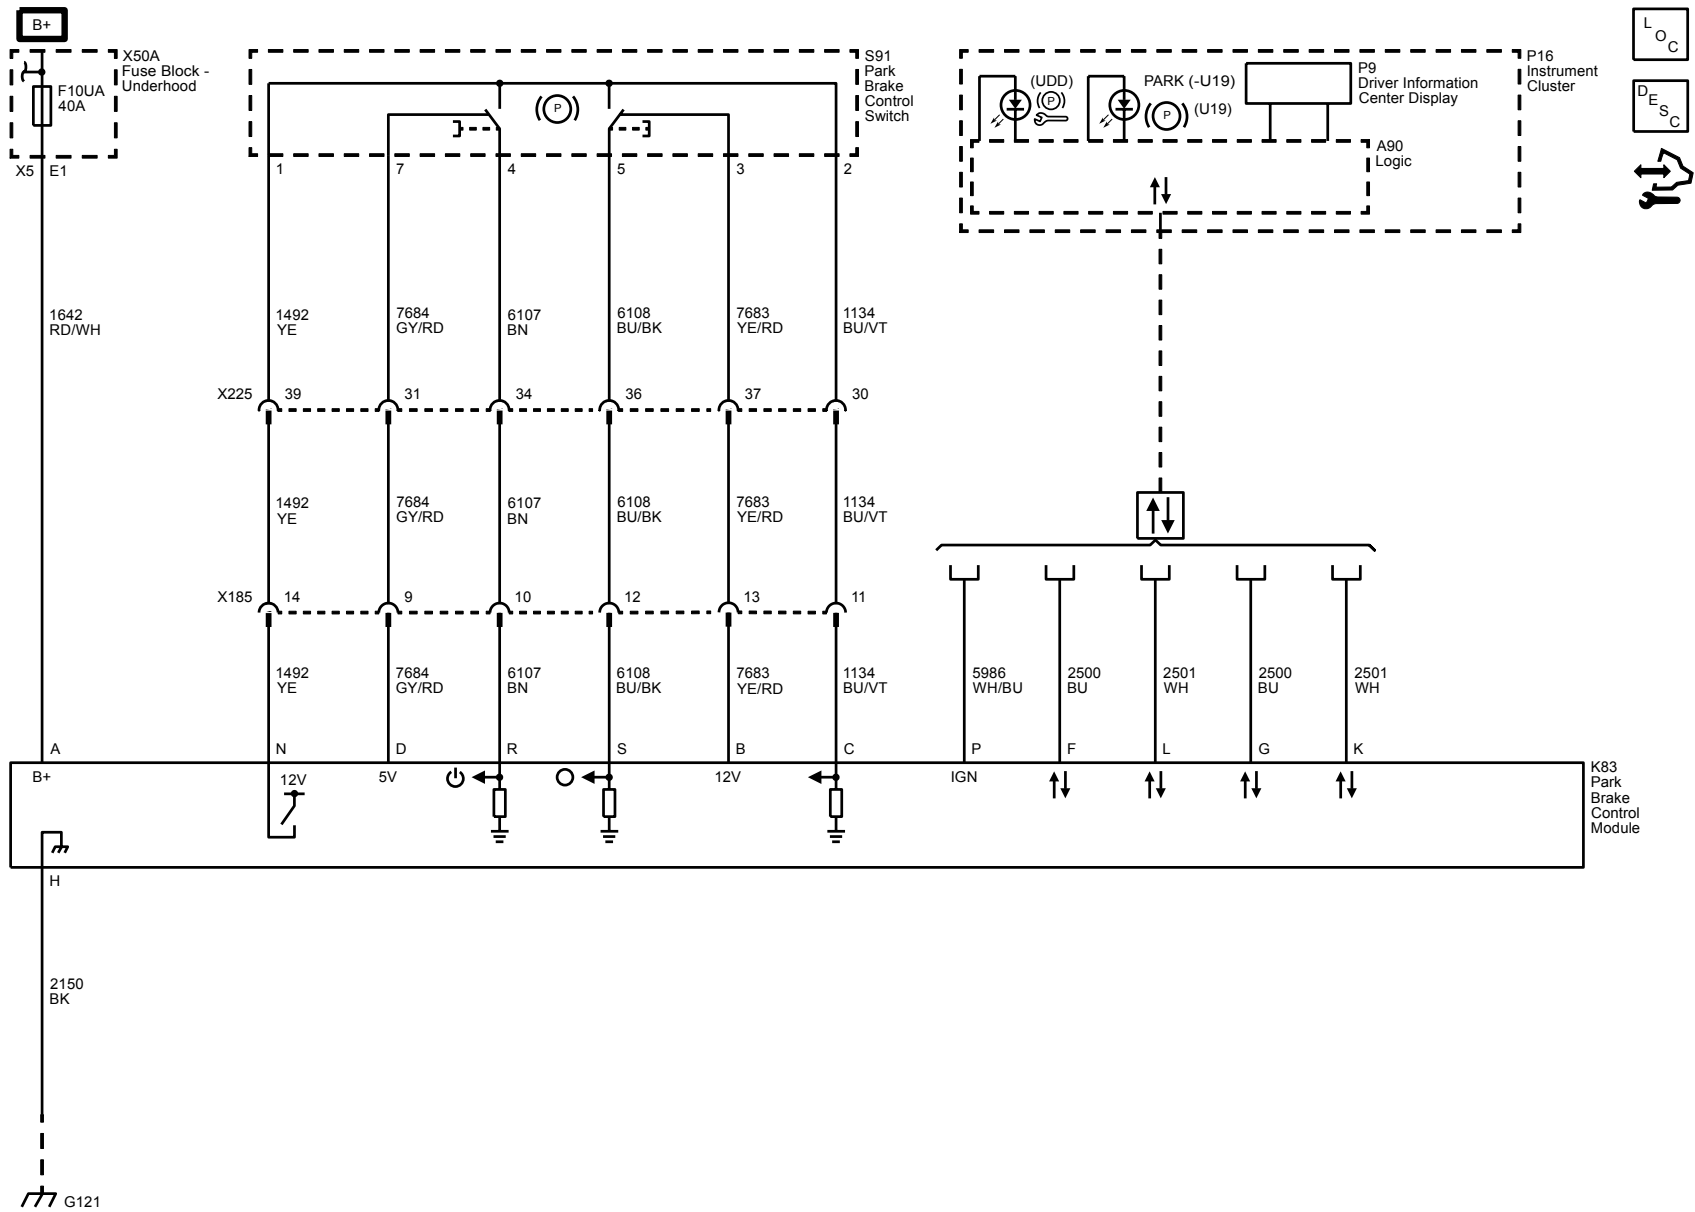 B+
X50A
Fuse Block -
Underhood
F10UA
40A
X5 E1
S91
Park
Brake
Control
Switch
P
1 7 4 5 3 2
P16
Instrument
Cluster
(UDD)
P
PARK (-U19)
P
(U19)
P9
Driver Information
Center Display
A90
Logic
L
O
C
D
E
S
C
1642
RD/WH
1492
YE
7684
GY/RD
6107
BN
6108
BU/BK
7683
YE/RD
1134
BU/VT
X225 39 31 34 36 37 30
1492
YE
7684
GY/RD
6107
BN
6108
BU/BK
7683
YE/RD
1134
BU/VT
X185 14 9 10 12 13 11
1492
YE
7684
GY/RD
6107
BN
6108
BU/BK
7683
YE/RD
1134
BU/VT
5986
WH/BU
2500
BU
2501
WH
2500
BU
2501
WH
A N D R S B C P F L G K
B+ 12V 5V 12V IGN
K83
Park
Brake
Control
Module
H
2150
BK
G121